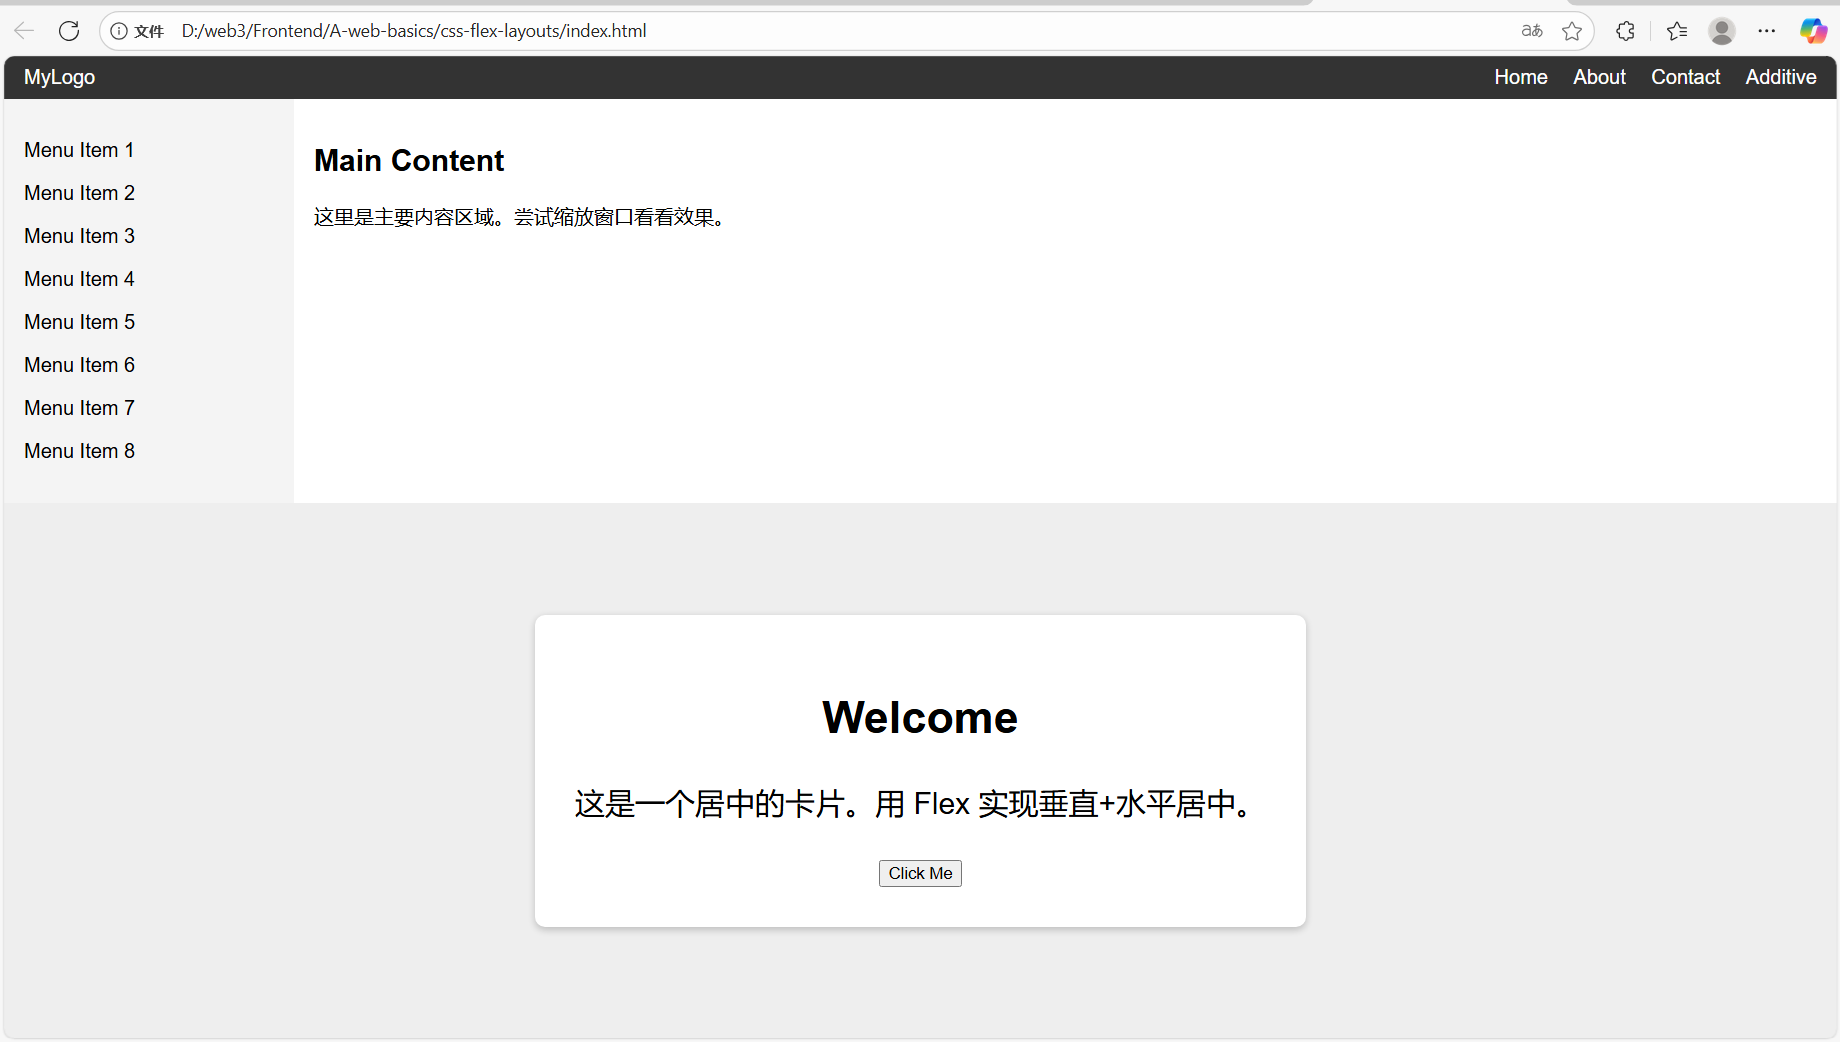 文件 D:/web3/Frontend/A-web-basics/css-flex-layouts/index.html aあ
MyLogo Home About Contact Additive
Menu Item 1
Menu Item 2
Menu Item 3
Menu Item 4
Menu Item 5
Menu Item 6
Menu Item 7
Menu Item 8
Main Content
这里是主要内容区域。尝试缩放窗口看看效果。
Welcome
这是一个居中的卡片。用 Flex 实现垂直+水平居中。
Click Me